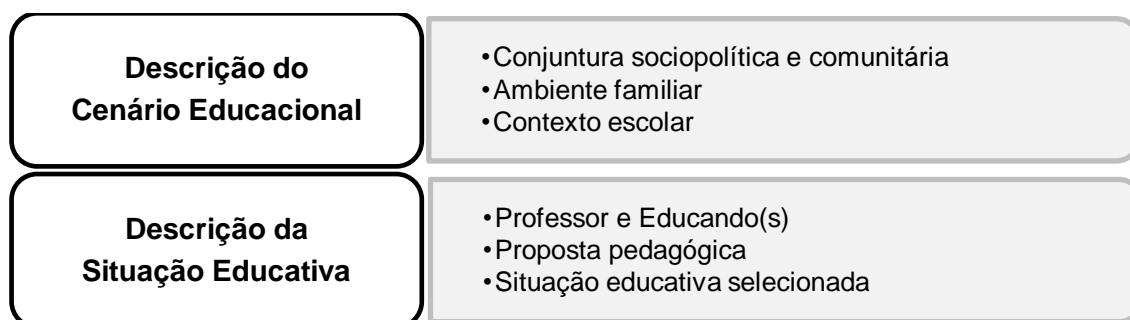 Descrição do
Cenário Educacional
•Conjuntura sociopolítica e comunitária
•Ambiente familiar
•Contexto escolar
Descrição da
Situação Educativa
•Professor e Educando(s)
•Proposta pedagógica
•Situação educativa selecionada